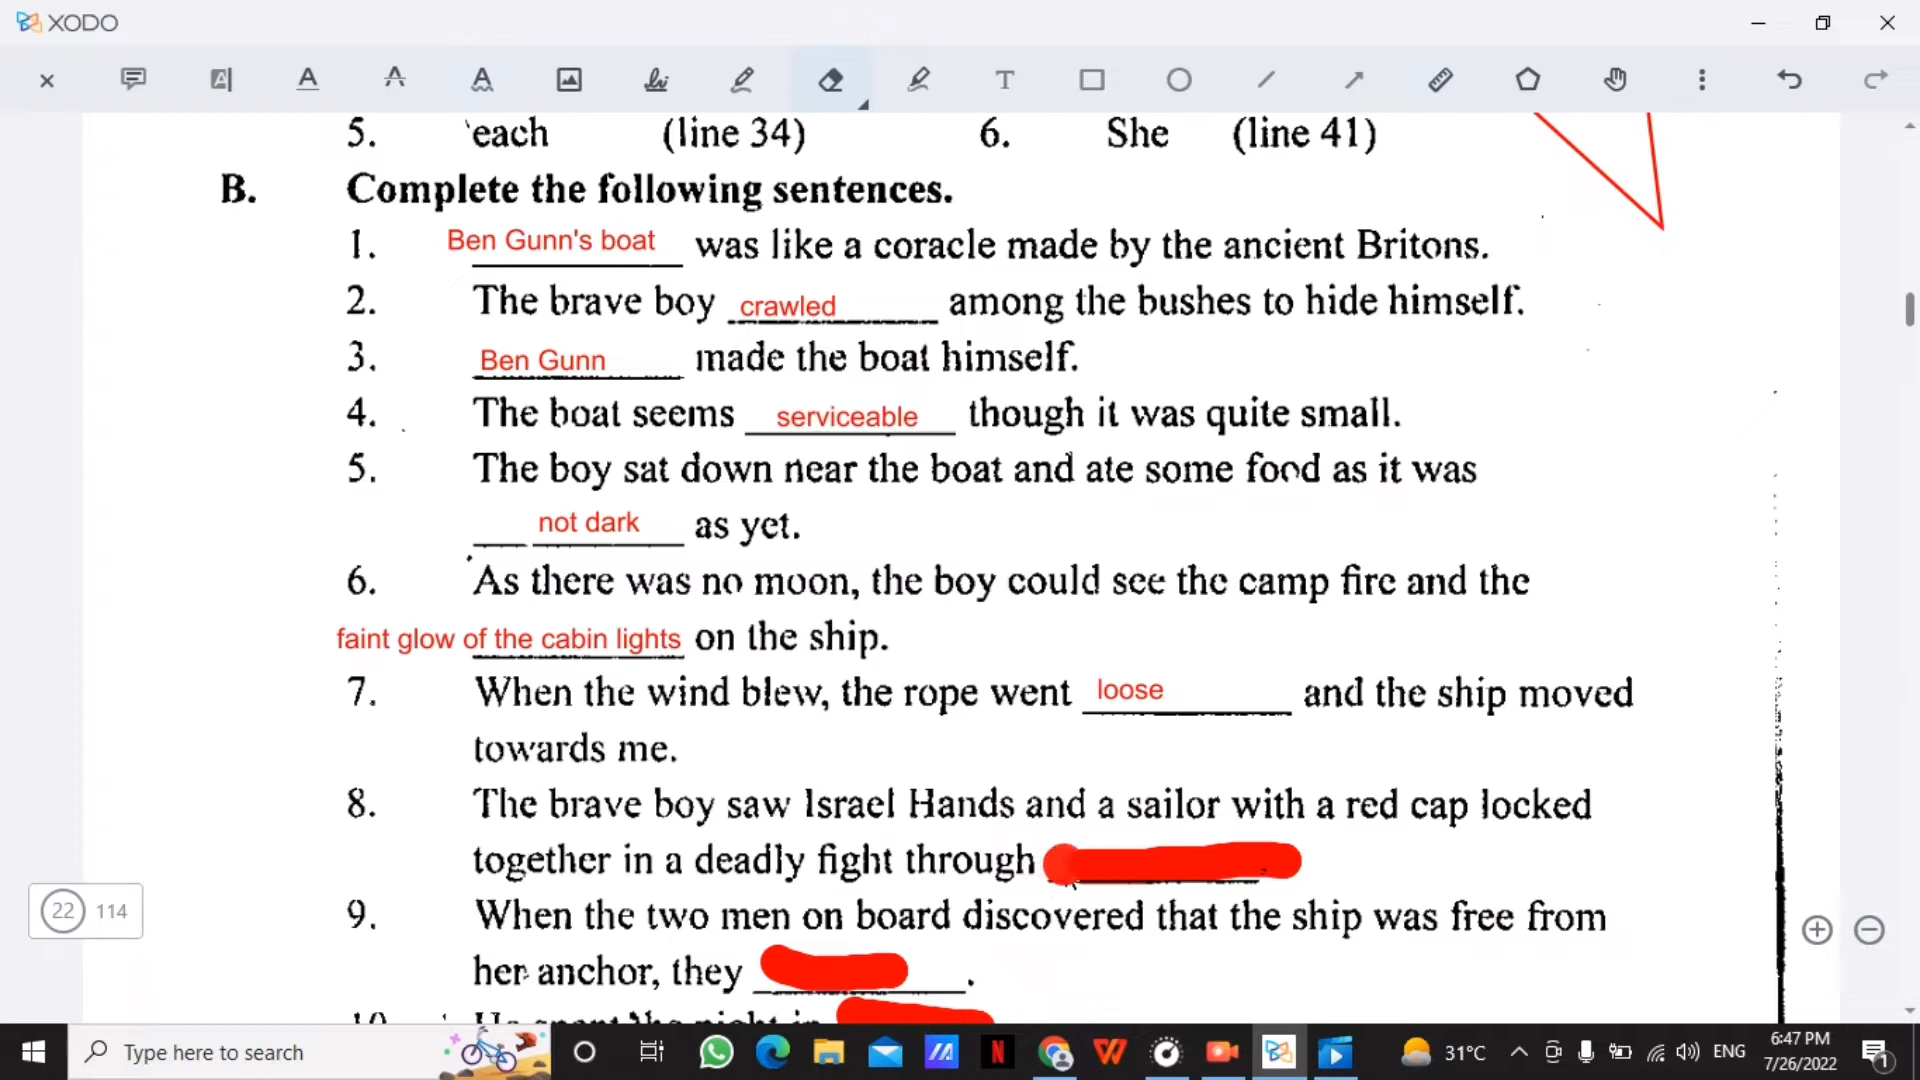 XODO
5. 'each (line 34) 6. She (line 41)
B. Complete the following sentences.
1. Ben Gunn's boat was like a coracle made by the ancient Britons.
2. The brave boy crawled among the bushes to hide himself.
3. Ben Gunn made the boat himself.
4. The boat seems serviceable though it was quite small.
5. The boy sat down near the boat and ate some food as it was
not dark as yet.
6. As there was no moon, the boy could see the camp fire and the
faint glow of the cabin lights on the ship.
7. When the wind blew, the rope went loose and the ship moved
towards me.
8. The brave boy saw Israel Hands and a sailor with a red cap locked
together in a deadly fight through
9. When the two men on board discovered that the ship was free from
her anchor, they .
22 114
Type here to search
31°C
ENG
6:47 PM
7/26/2022
1